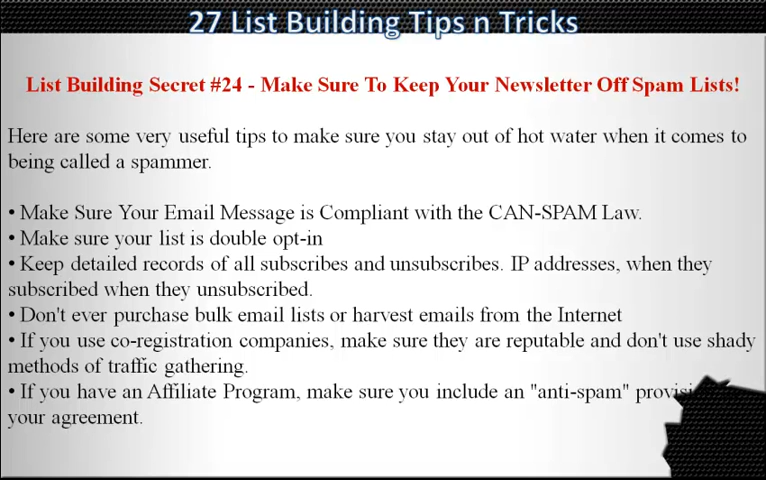 27 List Building Tips n Tricks
List Building Secret #24 - Make Sure To Keep Your Newsletter Off Spam Lists!
Here are some very useful tips to make sure you stay out of hot water when it comes to
being called a spammer.
• Make Sure Your Email Message is Compliant with the CAN-SPAM Law.
• Make sure your list is double opt-in
• Keep detailed records of all subscribes and unsubscribes. IP addresses, when they
subscribed when they unsubscribed.
• Don't ever purchase bulk email lists or harvest emails from the Internet
• If you use co-registration companies, make sure they are reputable and don't use shady
methods of traffic gathering.
• If you have an Affiliate Program, make sure you include an "anti-spam"
your agreement.